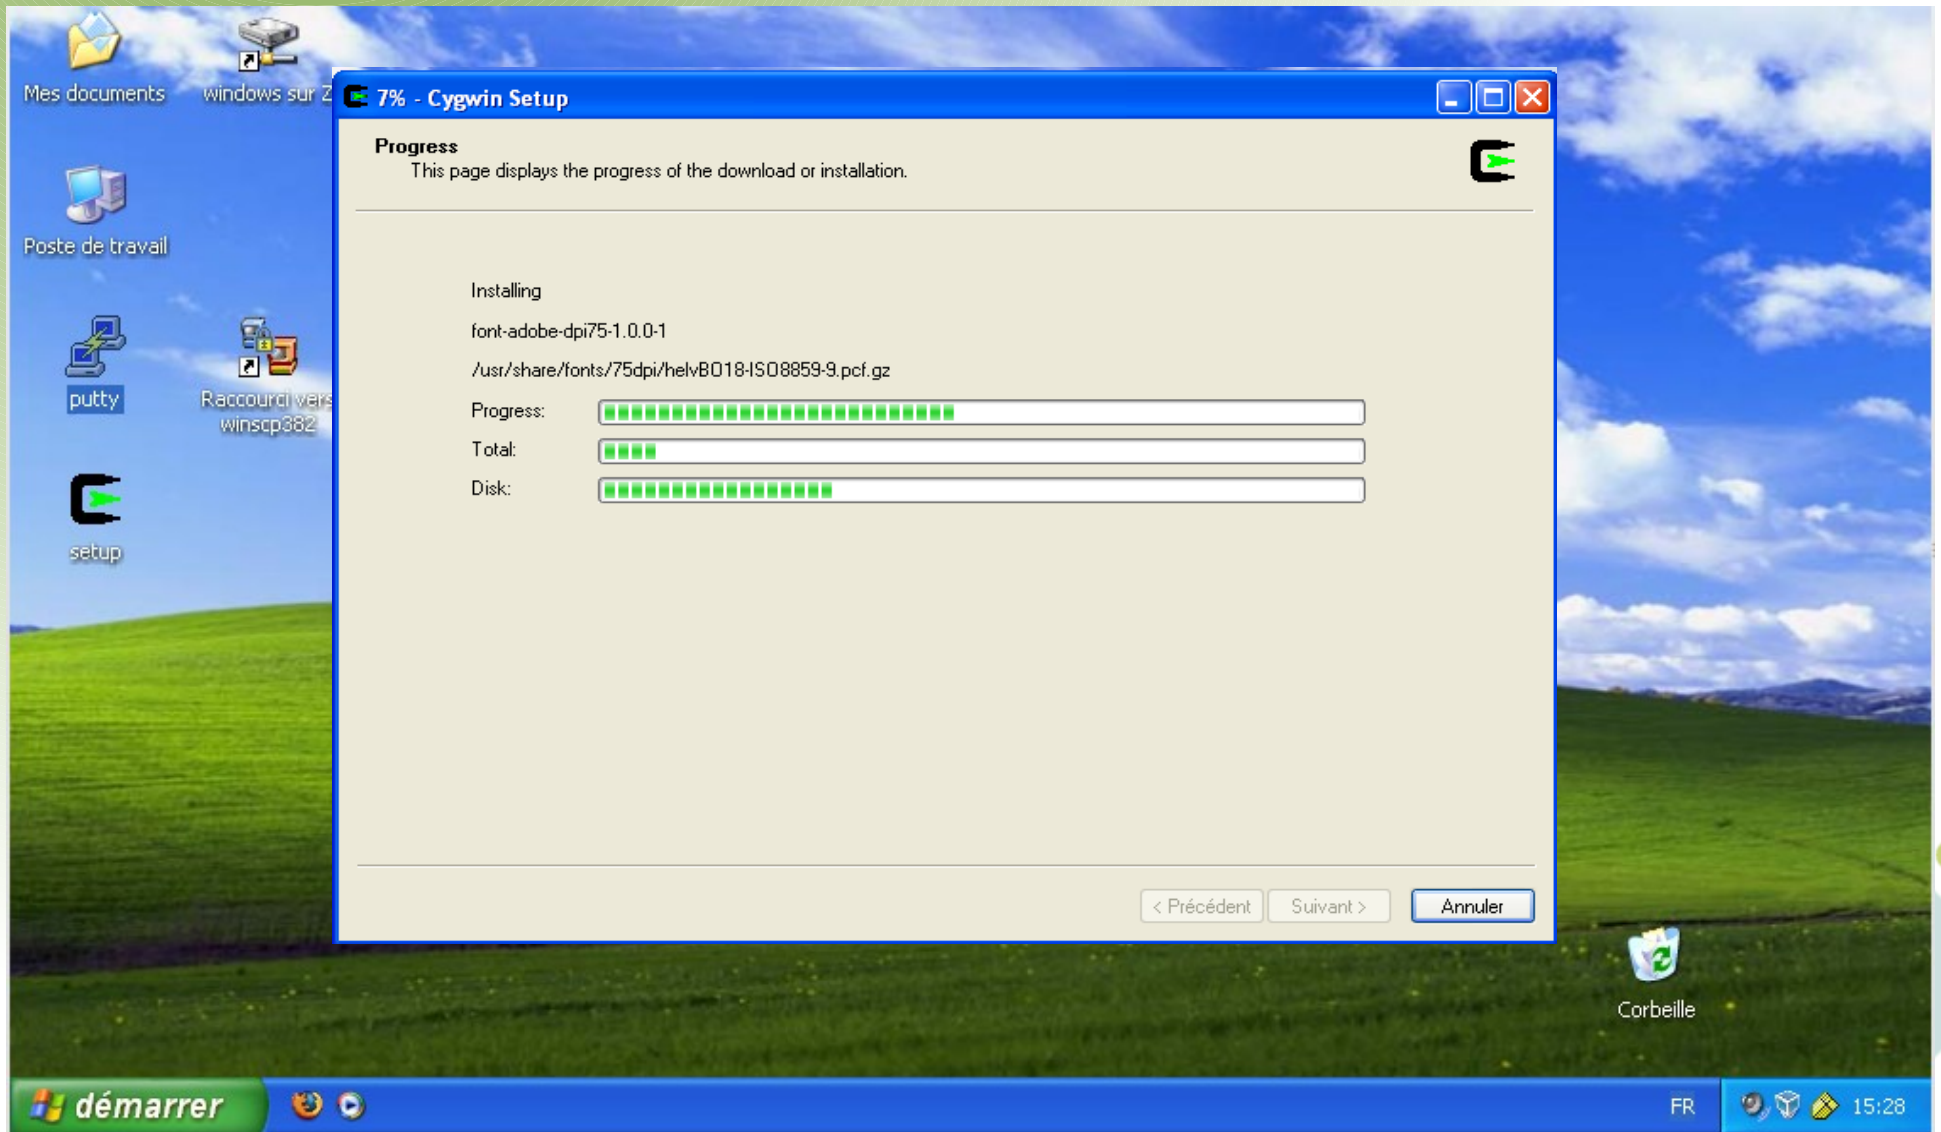 Mes documents
windows sur Z
7% - Cygwin Setup
Progress
This page displays the progress of the download or installation.
Poste de travail
Installing
font-adobe-dpi75-1.0.0-1
/usr/share/fonts/75dpi/helvBO18-ISO8859-9.pcf.gz
putty
Raccourci vers
winscp382
Progress:
Total:
Disk:
setup
< Précédent
Suivant >
Annuler
Corbeille
démarrer
FR
15:28